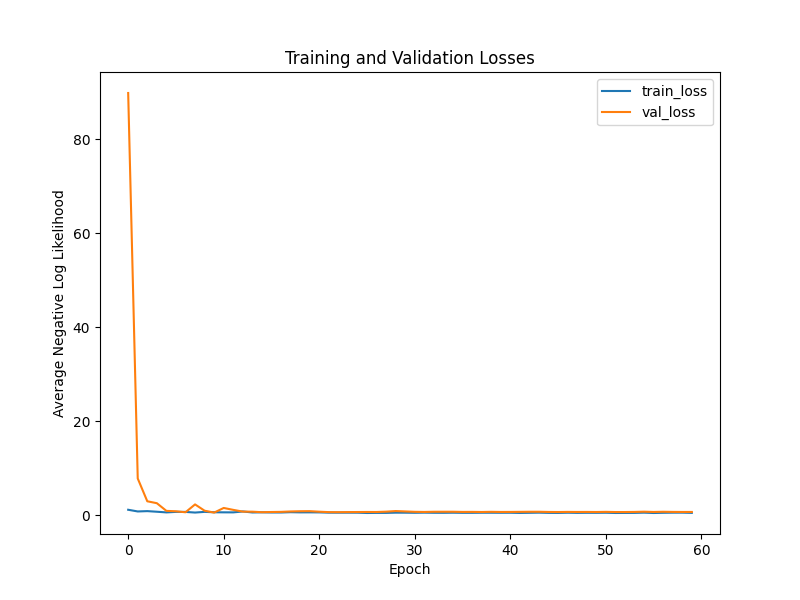 Training and Validation Losses
train_loss
val_loss
Average Negative Log Likelihood
80
60
40
20
0
0 10 20 30 40 50 60
Epoch